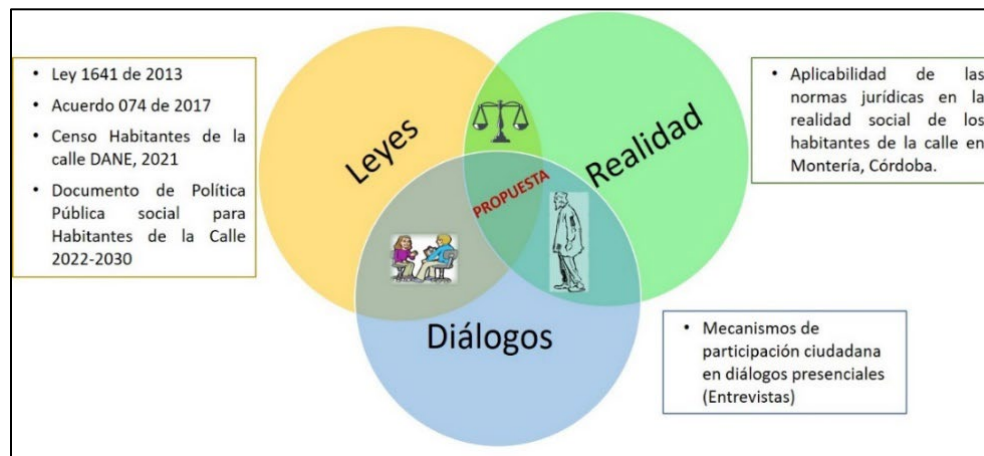 • Ley 1641 de 2013
• Acuerdo 074 de 2017
• Censo Habitantes de la
calle DANE, 2021
• Documento de Política
Pública social para
Habitantes de la Calle
2022-2030
Leyes
Realidad
PROPUESTA
Diálogos
• Aplicabilidad de las
normas jurídicas en la
realidad social de los
habitantes de la calle en
Montería, Córdoba.
• Mecanismos de
participación ciudadana
en diálogos presenciales
(Entrevistas)